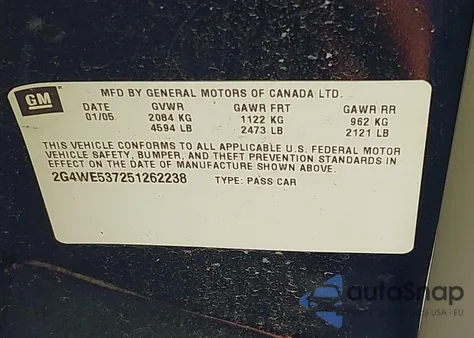 GM
MFD BY GENERAL MOTORS OF CANADA LTD.
DATE GVWR GAWR FRT GAWR RR
01/05 2084 KG 1122 KG 962 KG
4594 LB 2473 LB 2121 LB
THIS VEHICLE CONFORMS TO ALL APPLICABLE U.S. FEDERAL MOTOR
VEHICLE SAFETY, BUMPER, AND THEFT PREVENTION STANDARDS IN
EFFECT ON THE DATE OF MANUFACTURE SHOWN ABOVE.
2G4WE537251262238 TYPE: PASS CAR
autoSnap
USA - EU